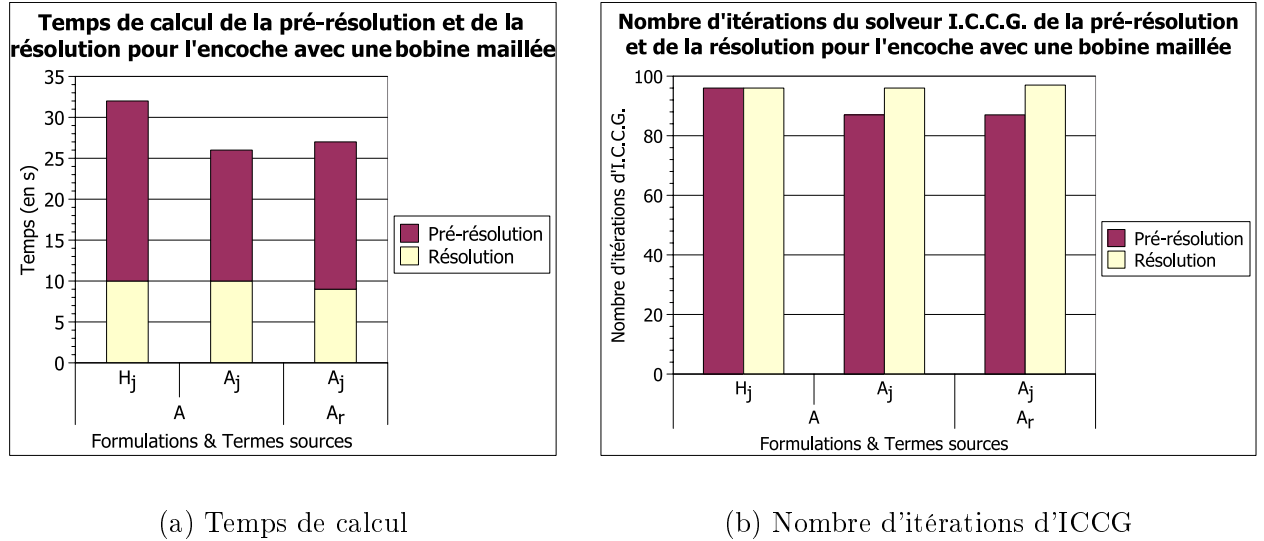 Temps de calcul de la pré-résolution et de la
résolution pour l'encoche avec une bobine maillée
35
30
25
20
15
10
5
0
Temps (en s)
Hj
Aj
Aj
A
Ar
Formulations & Termes sources
Pré-résolution
Résolution
(a) Temps de calcul
Nombre d'itérations du solveur I.C.C.G. de la pré-résolution
et de la résolution pour l'encoche avec une bobine maillée
100
80
60
40
20
0
Nombre d'itérations d'I.C.C.G.
Hj
Aj
Aj
A
Ar
Formulations & Termes sources
Pré-résolution
Résolution
(b) Nombre d'itérations d'ICCG